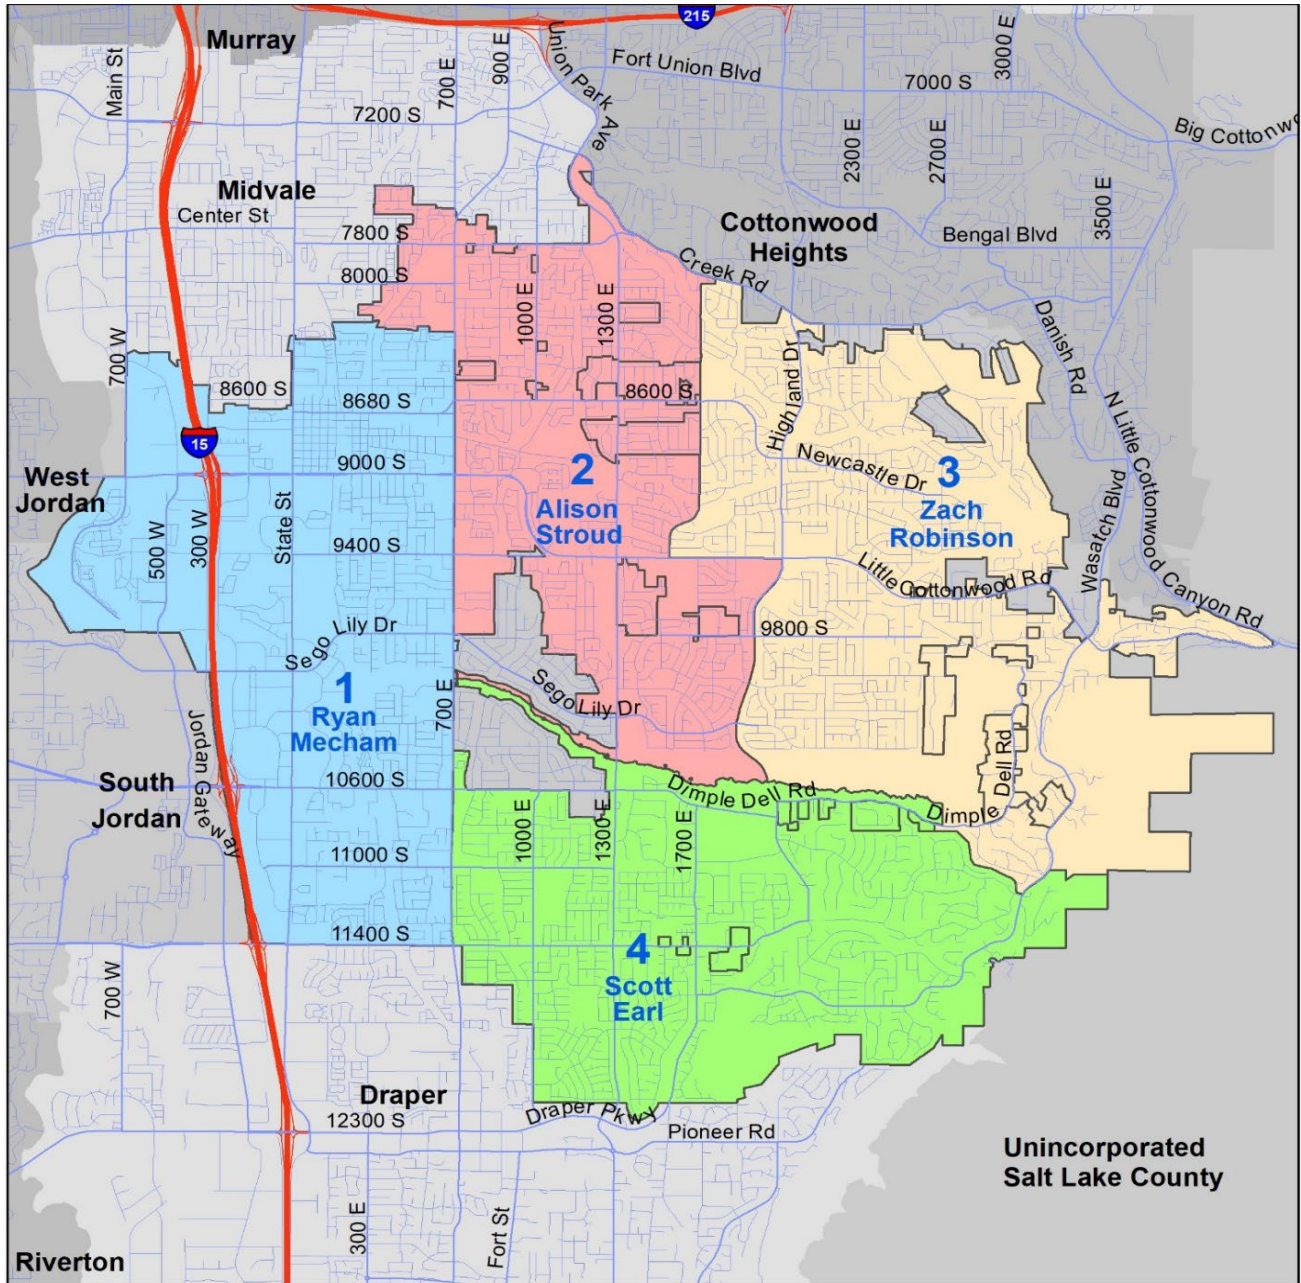 215
Murray
Main St
700 E
900 E
Union Park Ave
Fort Union Blvd
3000 E
7000 S
7200 S
Big Cottonwo
2300 E
2700 E
3500 E
Midvale
Center St
7800 S
Cottonwood
Heights
Bengal Blvd
8000 S
Creek Rd
1000 E
1300 E
Danish Rd
700 W
8600 S
8680 S
8600 S
Highland Dr
N Little Cottonwood Canyon Rd
15
9000 S
West
Jordan
2
Alison
Stroud
Newcastle Dr
3
Zach
Robinson
Wasatch Blvd
500 W
300 W
State St
9400 S
Little Cottonwood Rd
Sego Lily Dr
9800 S
1
Ryan
Mecham
700 E
Sego Lily Dr
Jordan Gateway
South
Jordan
10600 S
Dimple Dell Rd
Dimple Dell Rd
1000 E
1300 E
1700 E
11000 S
11400 S
4
Scott
Earl
700 W
Draper
12300 S
Draper Pkwy
Pioneer Rd
Unincorporated
Salt Lake County
300 E
Fort St
Riverton